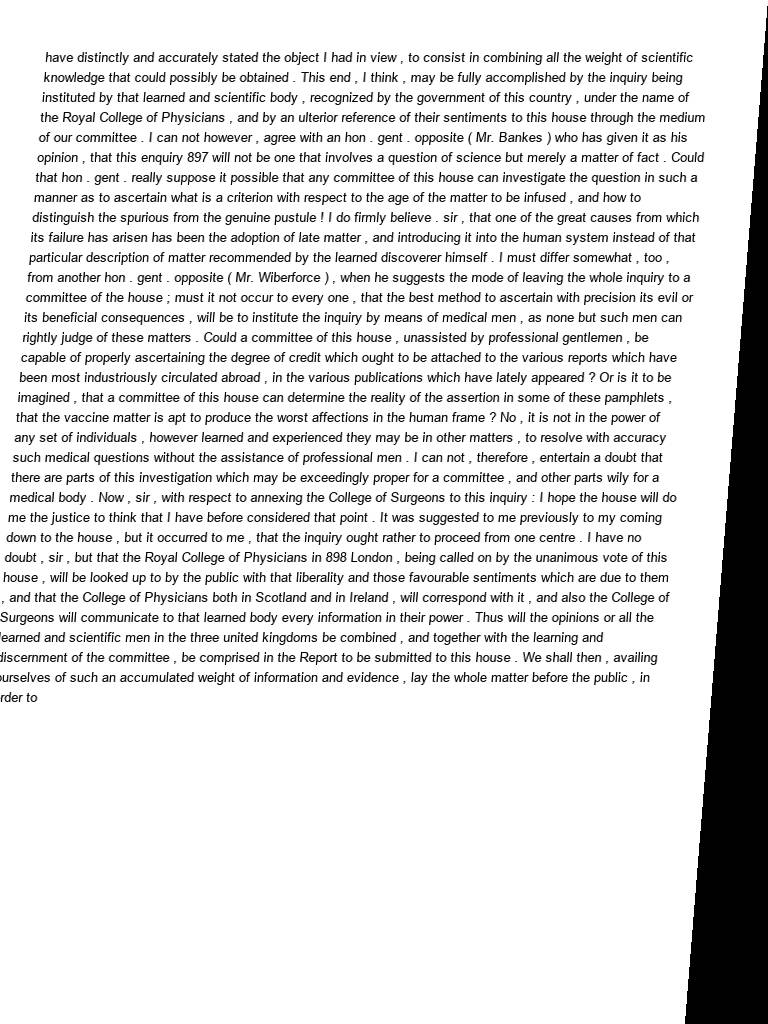 have distinctly and accurately stated the object I had in view , to consist in combining all the weight of scientific
knowledge that could possibly be obtained . This end , I think , may be fully accomplished by the inquiry being
instituted by that learned and scientific body , recognized by the government of this country , under the name of
the Royal College of Physicians , and by an ulterior reference of their sentiments to this house through the medium
of our committee . I can not however , agree with an hon . gent . opposite ( Mr. Bankes ) who has given it as his
opinion , that this enquiry 897 will not be one that involves a question of science but merely a matter of fact . Could
that hon . gent . really suppose it possible that any committee of this house can investigate the question in such a
manner as to ascertain what is a criterion with respect to the age of the matter to be infused , and how to
distinguish the spurious from the genuine pustule ! I do firmly believe . sir , that one of the great causes from which
its failure has arisen has been the adoption of late matter , and introducing it into the human system instead of that
particular description of matter recommended by the learned discoverer himself . I must differ somewhat , too ,
from another hon . gent . opposite ( Mr. Wiberforce ) , when he suggests the mode of leaving the whole inquiry to a
committee of the house ; must it not occur to every one , that the best method to ascertain with precision its evil or
its beneficial consequences , will be to institute the inquiry by means of medical men , as none but such men can
rightly judge of these matters . Could a committee of this house , unassisted by professional gentlemen , be
capable of properly ascertaining the degree of credit which ought to be attached to the various reports which have
been most industriously circulated abroad , in the various publications which have lately appeared ? Or is it to be
imagined , that a committee of this house can determine the reality of the assertion in some of these pamphlets ,
that the vaccine matter is apt to produce the worst affections in the human frame ? No , it is not in the power of
any set of individuals , however learned and experienced they may be in other matters , to resolve with accuracy
such medical questions without the assistance of professional men . I can not , therefore , entertain a doubt that
there are parts of this investigation which may be exceedingly proper for a committee , and other parts wily for a
medical body . Now , sir , with respect to annexing the College of Surgeons to this inquiry : I hope the house will do
me the justice to think that I have before considered that point . It was suggested to me previously to my coming
down to the house , but it occurred to me , that the inquiry ought rather to proceed from one centre . I have no
doubt , sir , but that the Royal College of Physicians in 898 London , being called on by the unanimous vote of this
house , will be looked up to by the public with that liberality and those favourable sentiments which are due to them
, and that the College of Physicians both in Scotland and in Ireland , will correspond with it , and also the College of
Surgeons will communicate to that learned body every information in their power . Thus will the opinions or all the
learned and scientific men in the three united kingdoms be combined , and together with the learning and
discernment of the committee , be comprised in the Report to be submitted to this house . We shall then , availing
ourselves of such an accumulated weight of information and evidence , lay the whole matter before the public , in
rder to